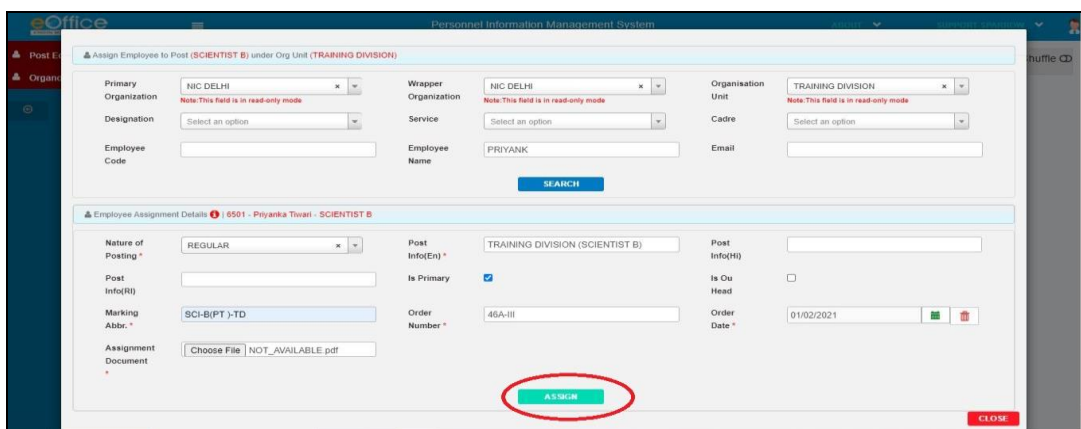 eOffice
Personnel Information Management System
ABOUT
SUPPORT SPARROW
Post
Organo
huffle
Assign Employee to Post (SCIENTIST B) under Org Unit (TRAINING DIVISION)
Primary Organization NIC DELHI × Wrapper Organization NIC DELHI × Organisation Unit TRAINING DIVISION ×
Note:This field is in read-only mode Note:This field is in read-only mode Note:This field is in read-only mode
Designation Select an option Service Select an option Cadre Select an option
Employee Code Employee Name PRIYANK Email
SEARCH
Employee Assignment Details | 6501 - Priyanka Tiwari - SCIENTIST B
Nature of Posting * REGULAR × Post Info(En) * TRAINING DIVISION (SCIENTIST B) Post Info(Hi)
Post Info(RI) Is Primary Is Ou Head
Marking Abbr. * SCI-B(PT )-TD Order Number * 46A-III Order Date * 01/02/2021
Assignment Document * Choose File NOT_AVAILABLE.pdf
ASSIGN
CLOSE